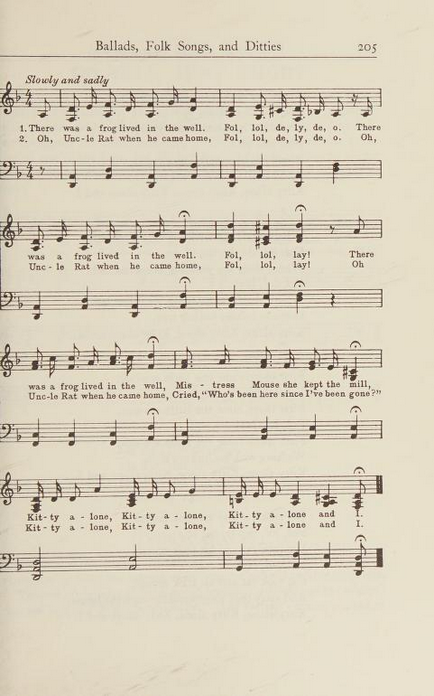 Ballads, Folk Songs, and Ditties 205
Slowly and sadly
1. There was a frog lived in the well. Fol, lol, de, ly, de, o. There
2. Oh, Unc-le Rat when he came home, Fol, lol, de, ly, de, o. Oh,
was a frog lived in the well. Fol, lol, lay! There
Unc - le Rat when he came home, Fol, lol, lay! Oh
was a frog lived in the well, Mis - tress Mouse she kept the mill,
Unc-le Rat when he came home, Cried, "Who's been here since I've been gone?"
Kit-ty a - lone, Kit-ty a - lone, Kit-ty a - lone and I.
Kit-ty a - lone, Kit-ty a - lone, Kit-ty a - lone and I.